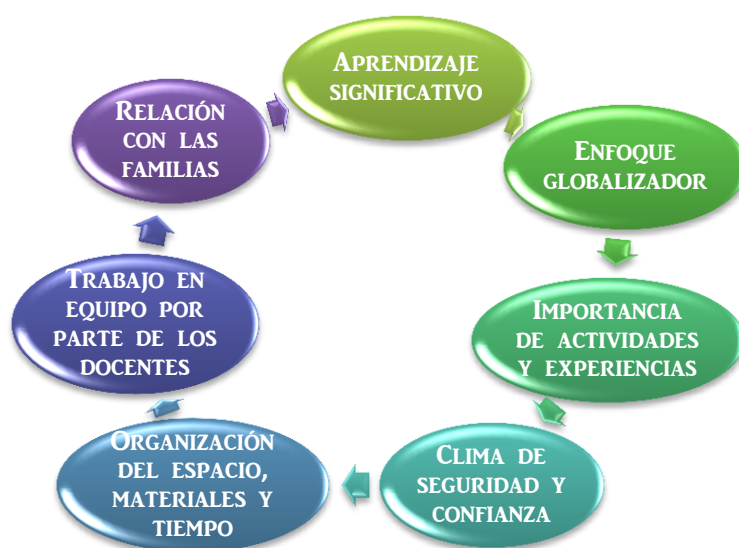 APRENDIZAJE
SIGNIFICATIVO
ENFOQUE
GLOBALIZADOR
IMPORTANCIA
DE ACTIVIDADES
Y EXPERIENCIAS
CLIMA DE
SEGURIDAD Y
CONFIANZA
ORGANIZACIÓN
DEL ESPACIO,
MATERIALES Y
TIEMPO
TRABAJO EN
EQUIPO POR
PARTE DE LOS
DOCENTES
RELACIÓN
CON LAS
FAMILIAS